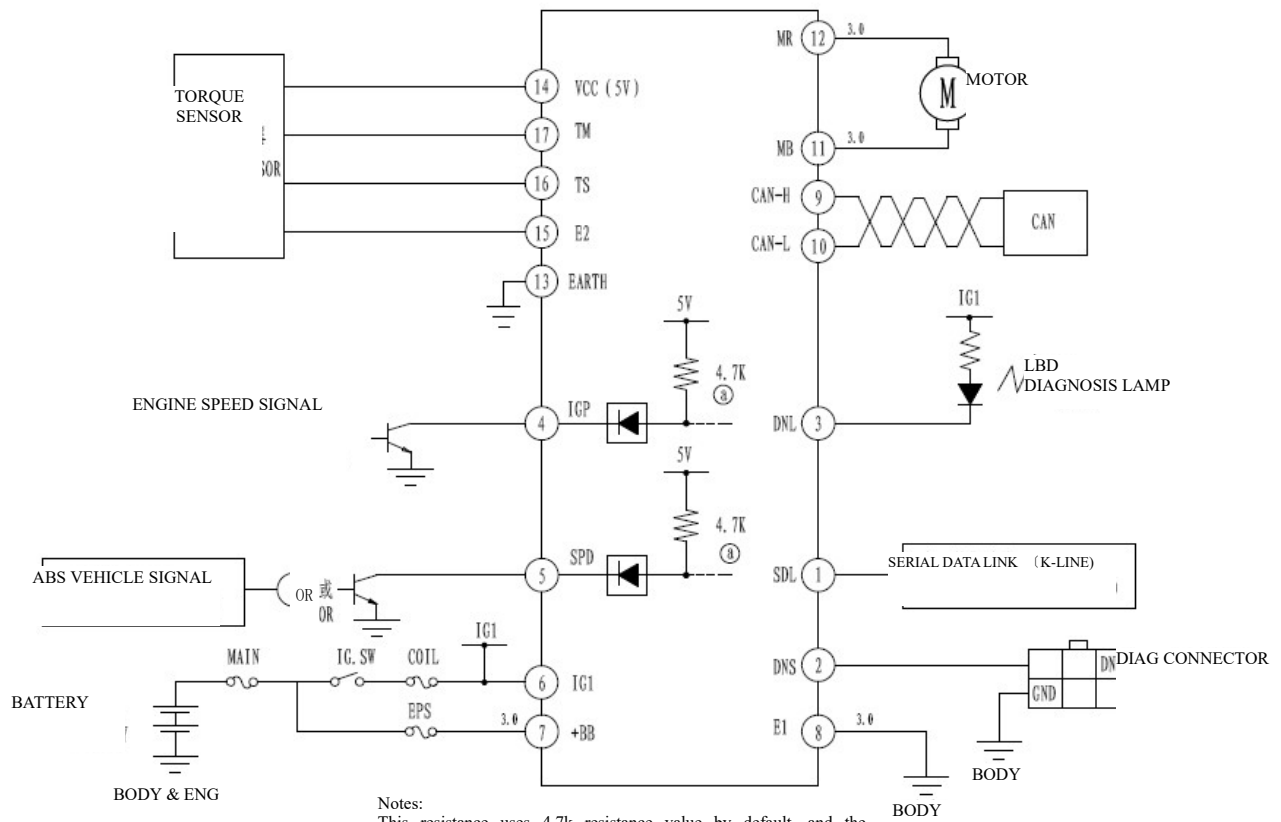 MR
12
3.0
TORQUE
SENSOR
SOR
14
VCC (5V)
MOTOR
M
17
TM
MB
11
3.0
16
TS
CAN-H
9
CAN
15
E2
CAN-L
10
13
EARTH
5V
IG1
4.7K
ⓐ
LBD
DIAGNOSIS LAMP
ENGINE SPEED SIGNAL
4
IGP
DNL
3
5V
4.7K
ⓐ
ABS VEHICLE SIGNAL
OR 或
OR
5
SPD
SDL
1
SERIAL DATA LINK （K-LINE)
IG1
MAIN
IG.SW
COIL
6
IG1
DNS
2
DN
DIAG CONNECTOR
GND
BATTERY
EPS
3.0
7
+BB
E1
8
3.0
BODY
BODY & ENG
BODY
Notes:
This resistance uses 4.7k resistance value by default, and the